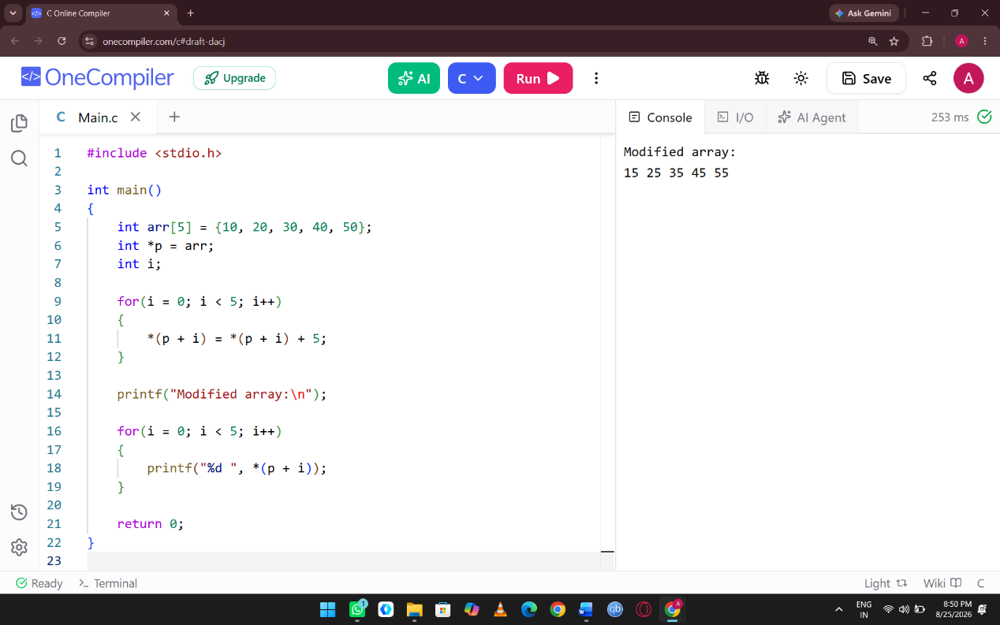 C Online Compiler
Ask Gemini
onecompiler.com/c#draft-dacj
A
</> OneCompiler
Upgrade
AI
C
Run
Save
A
C Main.c
Console
I/O
AI Agent
253 ms
1 #include <stdio.h>
2
3 int main()
4 {
5     int arr[5] = {10, 20, 30, 40, 50};
6     int *p = arr;
7     int i;
8
9     for(i = 0; i < 5; i++)
10     {
11         *(p + i) = *(p + i) + 5;
12     }
13
14     printf("Modified array:\n");
15
16     for(i = 0; i < 5; i++)
17     {
18         printf("%d ", *(p + i));
19     }
20
21     return 0;
22 }
23
Modified array:
15 25 35 45 55
Ready
Terminal
Light
Wiki
C
1
W
qb
A
ENG
IN
8:50 PM
8/25/2026